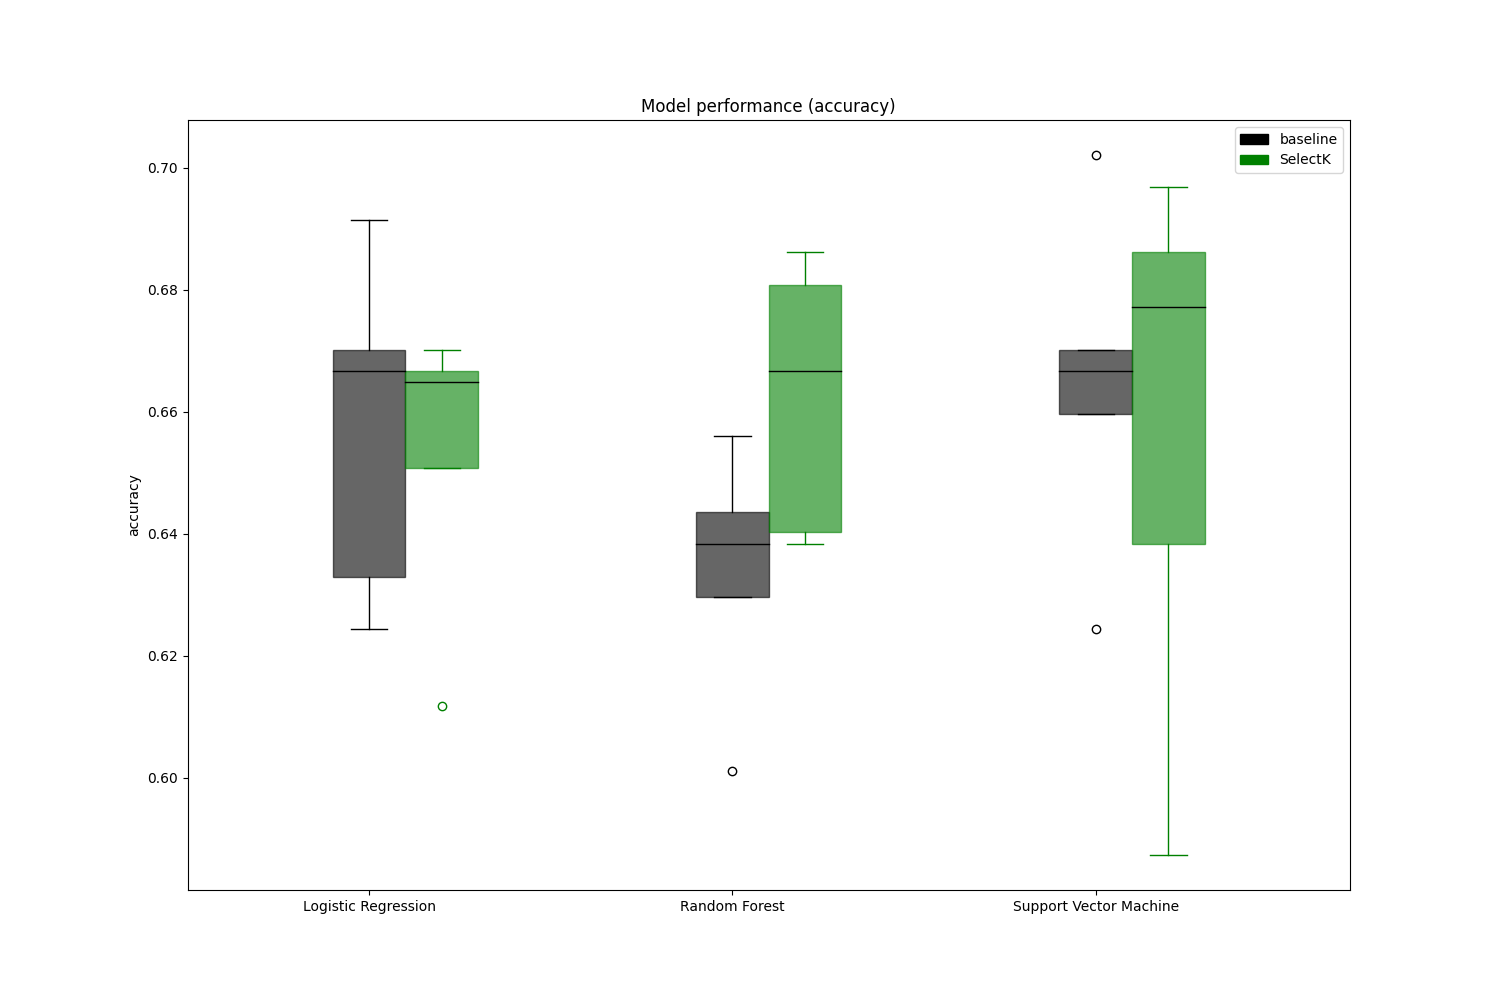 Model performance (accuracy)
baseline
SelectK
0.70
0.68
0.66
0.64
0.62
0.60
accuracy
Logistic Regression
Random Forest
Support Vector Machine